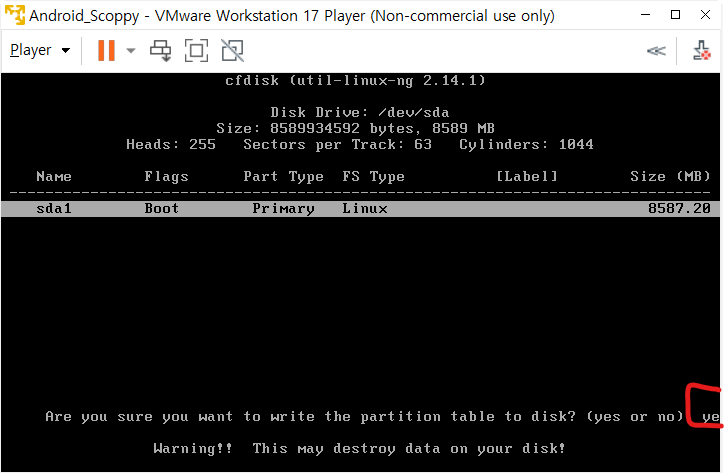 Android_Scoppy - VMware Workstation 17 Player (Non-commercial use only)
Player
cfdisk (util-linux-ng 2.14.1)
Disk Drive: /dev/sda
Size: 8589934592 bytes, 8589 MB
Heads: 255   Sectors per Track: 63   Cylinders: 1044
Name   Flags   Part Type   FS Type   [Label]   Size (MB)
sda1   Boot   Primary   Linux   8587.20
Are you sure you want to write the partition table to disk? (yes or no)  ye
Warning!!  This may destroy data on your disk!